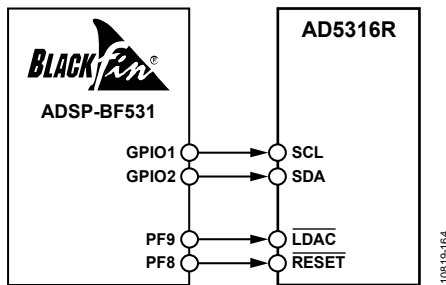 BLACKfin®
ADSP-BF531
AD5316R
GPIO1
SCL
GPIO2
SDA
PF9
LDAC
PF8
RESET
10819-164